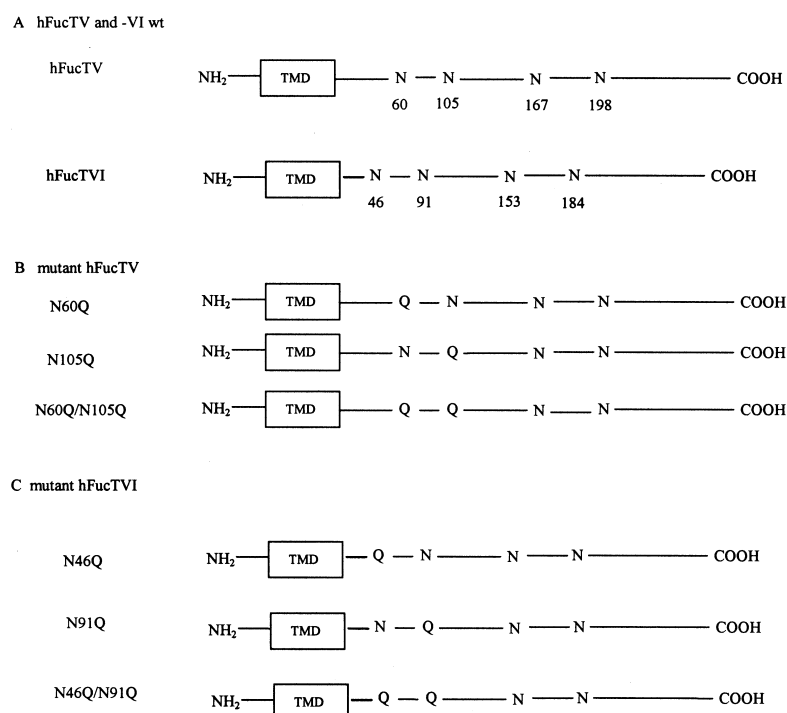 A hFucTV and -VI wt
hFucTV
NH2 TMD N N N N COOH
60 105 167 198
hFucTVI
NH2 TMD N N N N COOH
46 91 153 184
B mutant hFucTV
N60Q
NH2 TMD Q N N N COOH
N105Q
NH2 TMD N Q N N COOH
N60Q/N105Q
NH2 TMD Q Q N N COOH
C mutant hFucTVI
N46Q
NH2 TMD Q N N N COOH
N91Q
NH2 TMD N Q N N COOH
N46Q/N91Q
NH2 TMD Q Q N N COOH